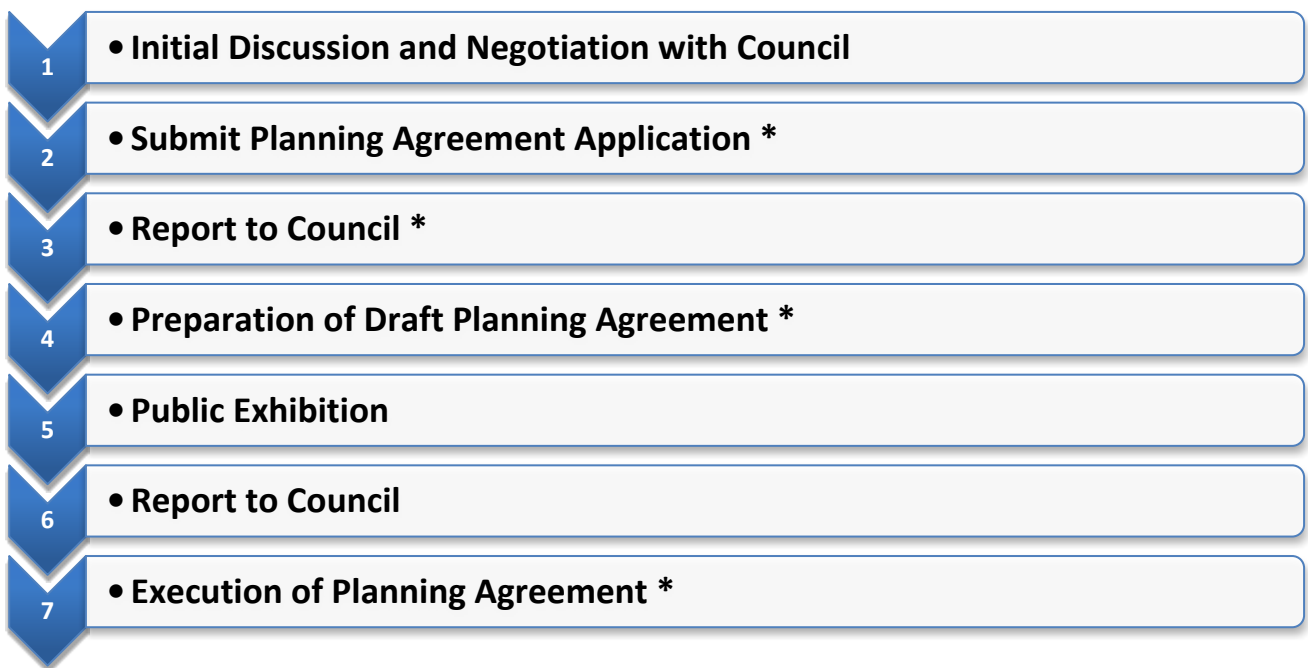 1
• Initial Discussion and Negotiation with Council
2
• Submit Planning Agreement Application *
3
• Report to Council *
4
• Preparation of Draft Planning Agreement *
5
• Public Exhibition
6
• Report to Council
7
• Execution of Planning Agreement *